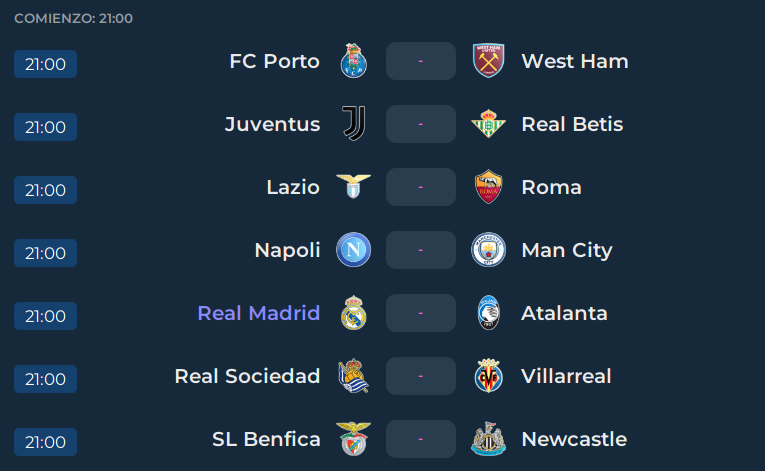 COMIENZO: 21:00
21:00 FC Porto - West Ham
21:00 Juventus - Real Betis
21:00 Lazio - Roma
21:00 Napoli - Man City
21:00 Real Madrid - Atalanta
21:00 Real Sociedad - Villarreal
21:00 SL Benfica - Newcastle